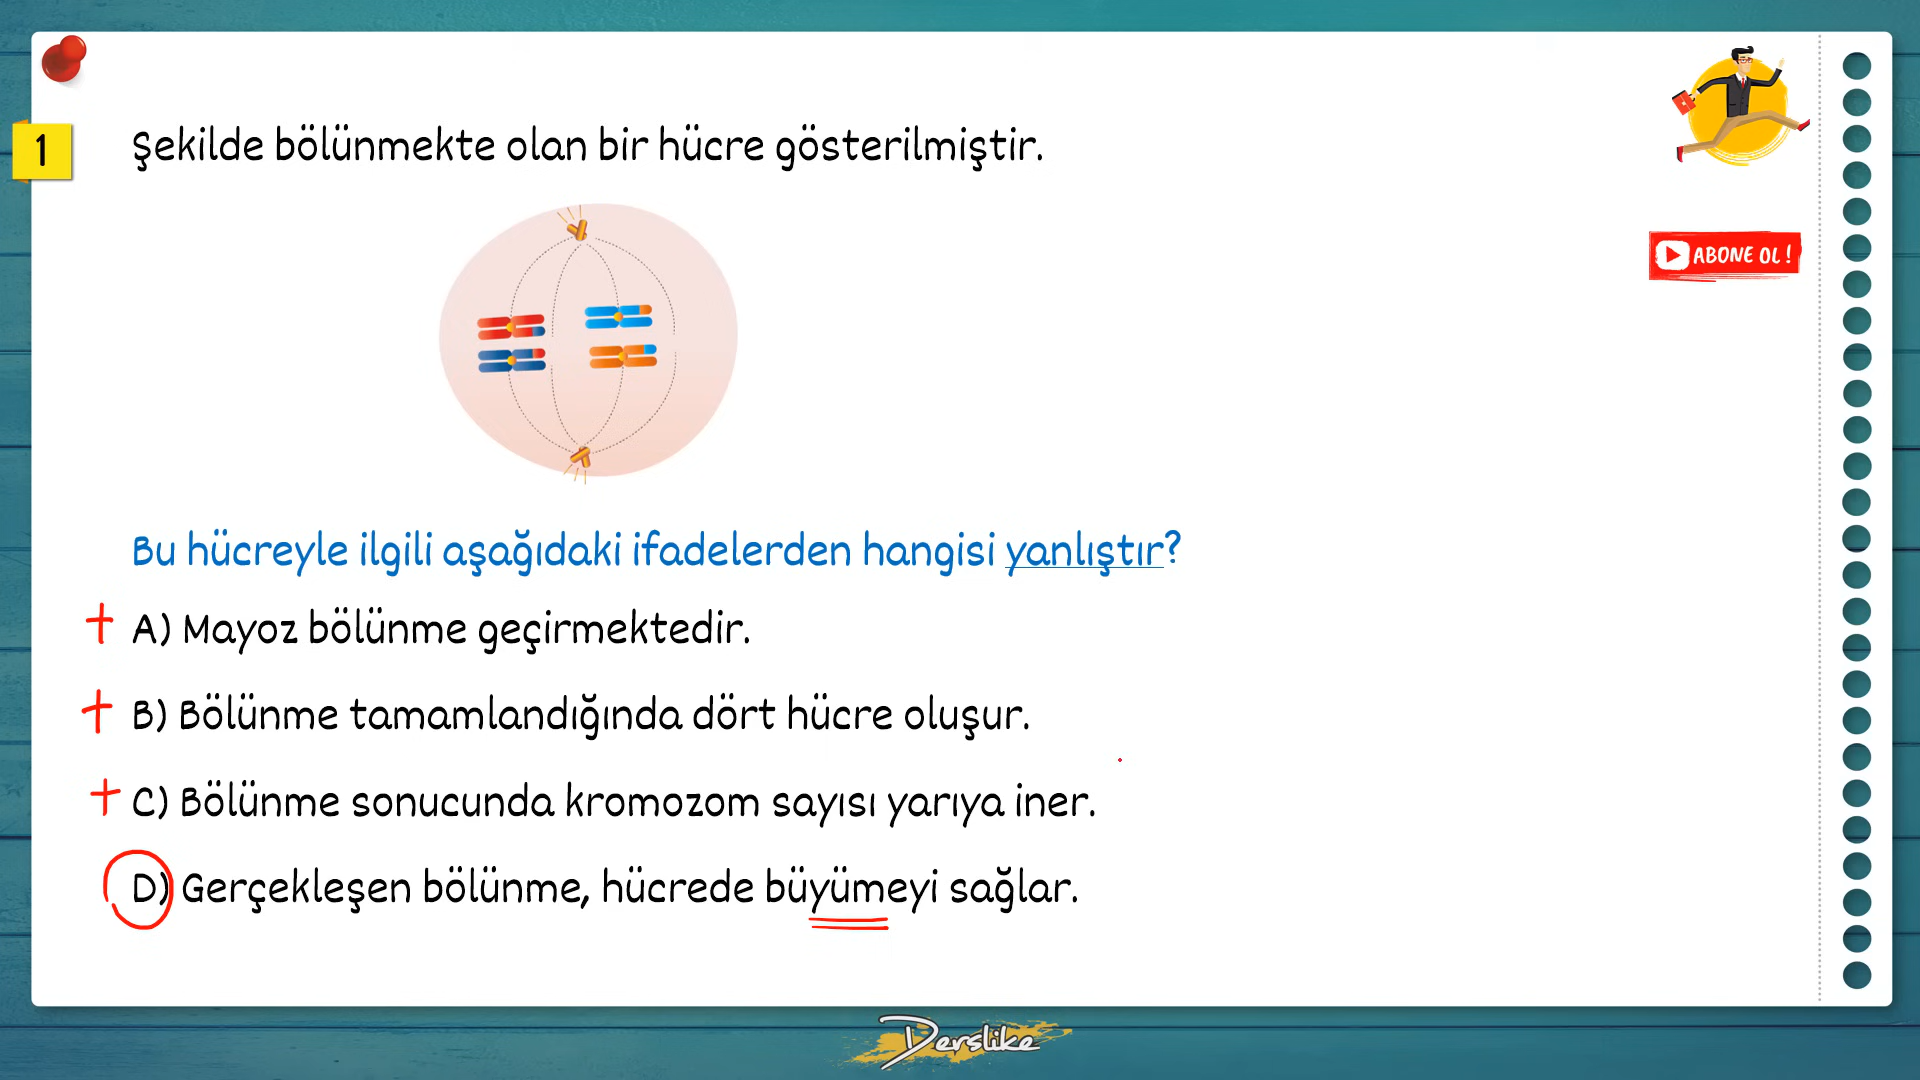 1
Şekilde bölünmekte olan bir hücre gösterilmiştir.
ABONE OL!
Bu hücreyle ilgili aşağıdaki ifadelerden hangisi yanlıştır?
+ A) Mayoz bölünme geçirmektedir.
+ B) Bölünme tamamlandığında dört hücre oluşur.
+ C) Bölünme sonucunda kromozom sayısı yarıya iner.
D) Gerçekleşen bölünme, hücrede büyümeyi sağlar.
Derslike